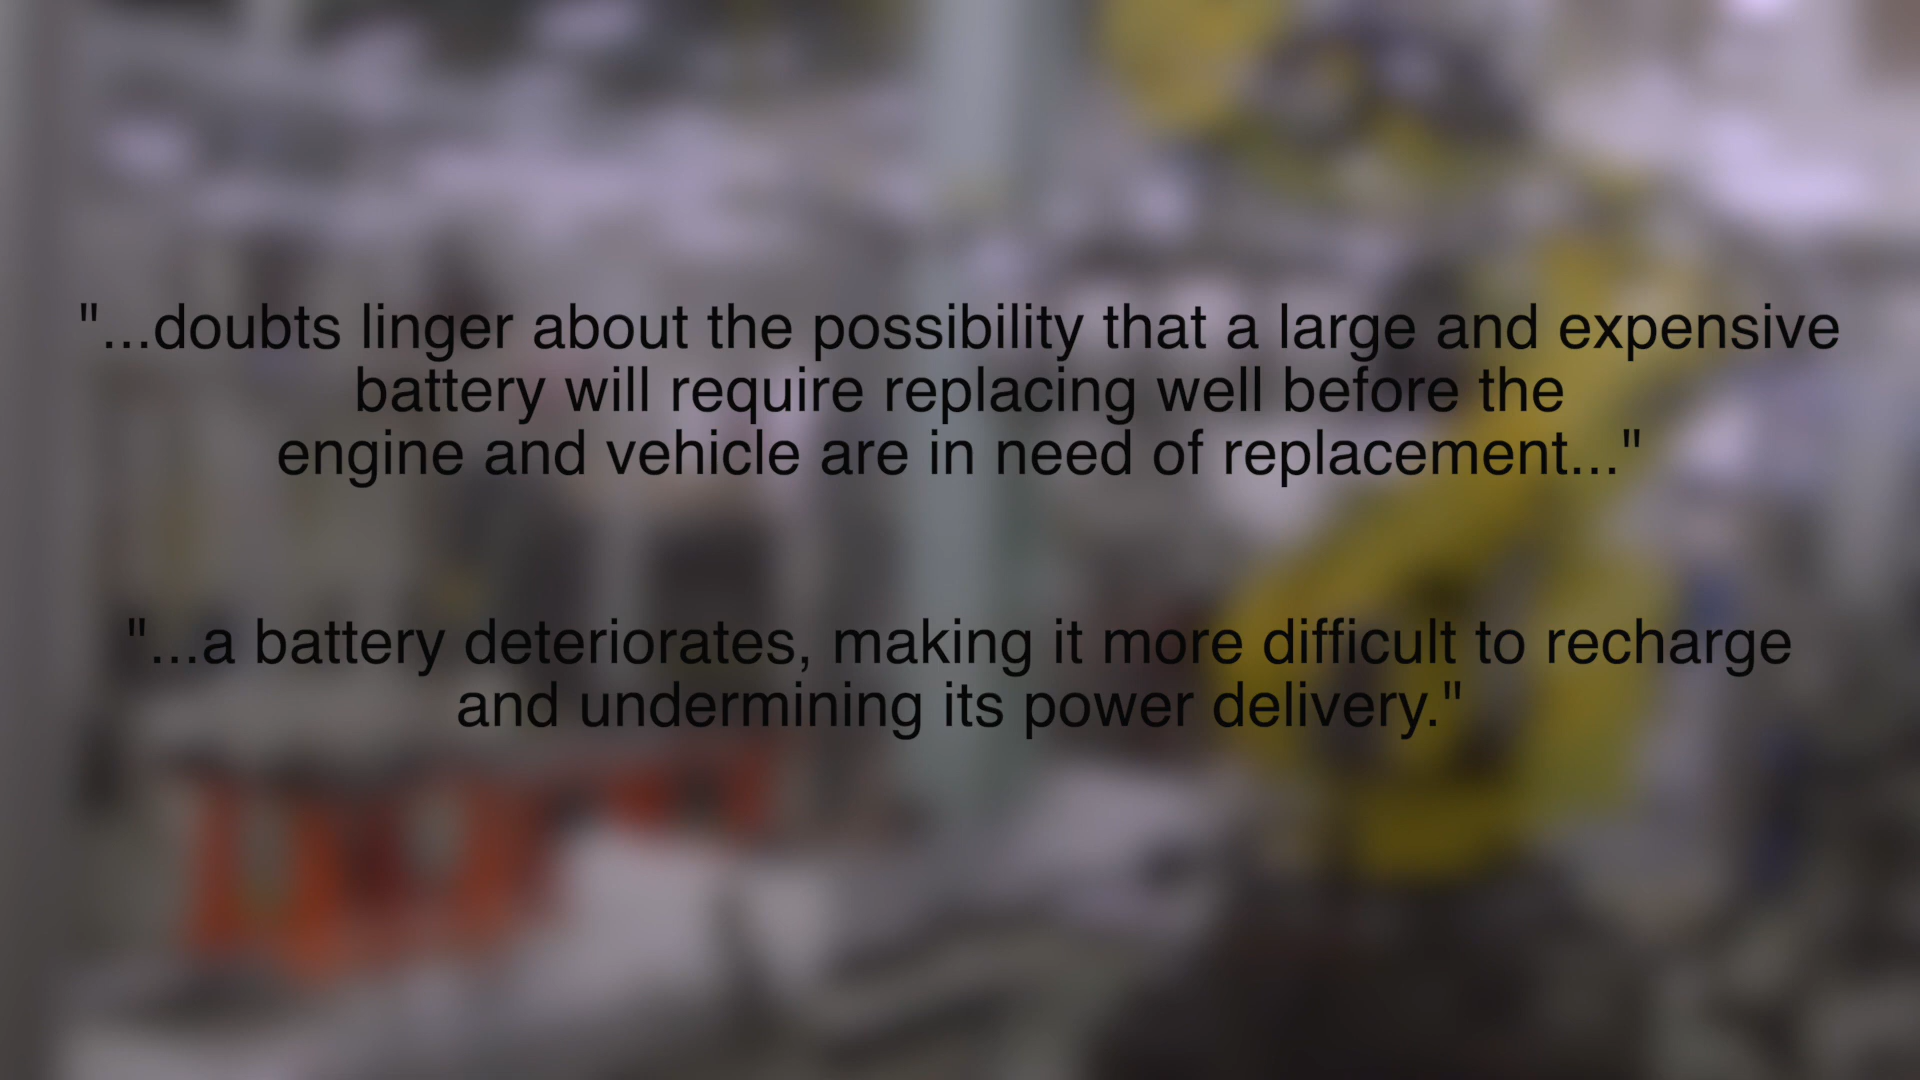 "...doubts linger about the possibility that a large and expensive
battery will require replacing well before the
engine and vehicle are in need of replacement..."
"...a battery deteriorates, making it more difficult to recharge
and undermining its power delivery."